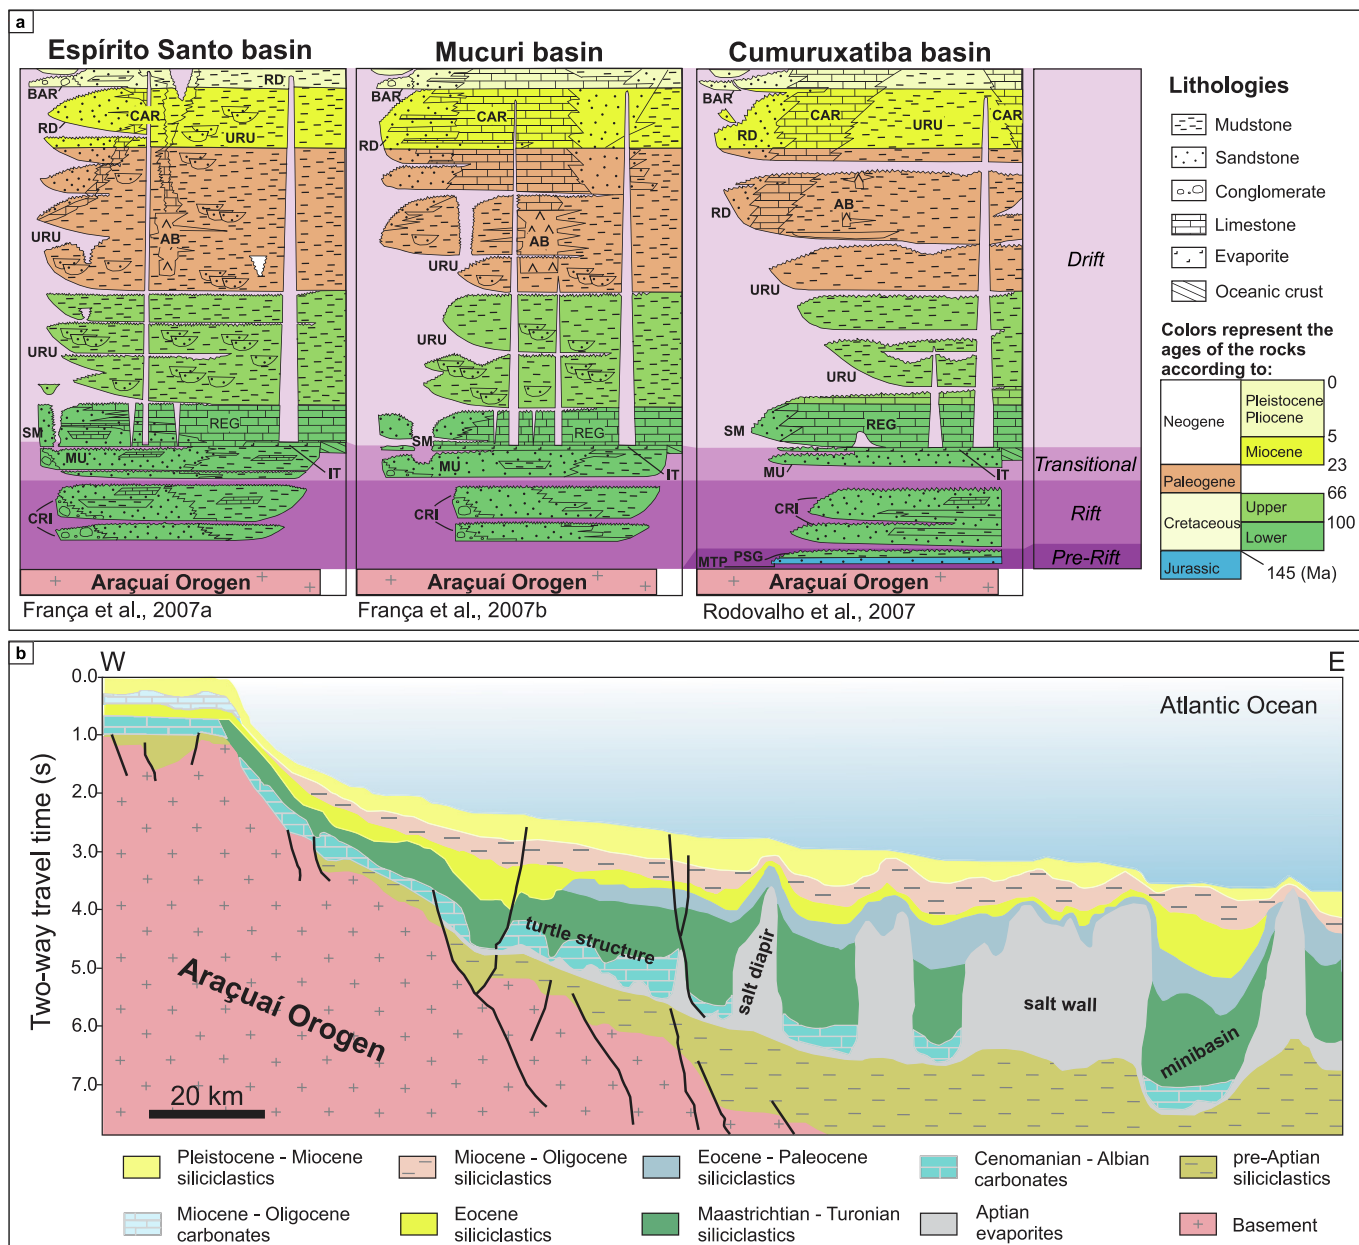 a
Espírito Santo basin
Mucuri basin
Cumuruxatiba basin
RD
BAR
CAR
RD
URU
URU
AB
URU
SM
REG
MU
IT
CRI
Araçuaí Orogen
França et al., 2007a
BAR
CAR
RD
AB
URU
URU
SM
REG
MU
IT
CRI
Araçuaí Orogen
França et al., 2007b
BAR
CAR
URU
CAR
RD
AB
RD
URU
URU
SM
REG
MU
IT
CRI
PSG
MTP
Araçuaí Orogen
Rodovalho et al., 2007
Drift
Transitional
Rift
Pre-Rift
Lithologies
Mudstone
Sandstone
Conglomerate
Limestone
Evaporite
Oceanic crust
Colors represent the
ages of the rocks
according to:
0
Neogene
Pleistocene
Pliocene
5
Miocene
23
Paleogene
66
Cretaceous
Upper
100
Lower
Jurassic
145 (Ma)
b
W
E
Atlantic Ocean
Two-way travel time (s)
0.0
1.0
2.0
3.0
4.0
5.0
6.0
7.0
turtle structure
salt diapir
salt wall
minibasin
Araçuaí Orogen
20 km
Pleistocene - Miocene
siliciclastics
Miocene - Oligocene
siliciclastics
Eocene - Paleocene
siliciclastics
Cenomanian - Albian
carbonates
pre-Aptian
siliciclastics
Miocene - Oligocene
carbonates
Eocene
siliciclastics
Maastrichtian - Turonian
siliciclastics
Aptian
evaporites
Basement